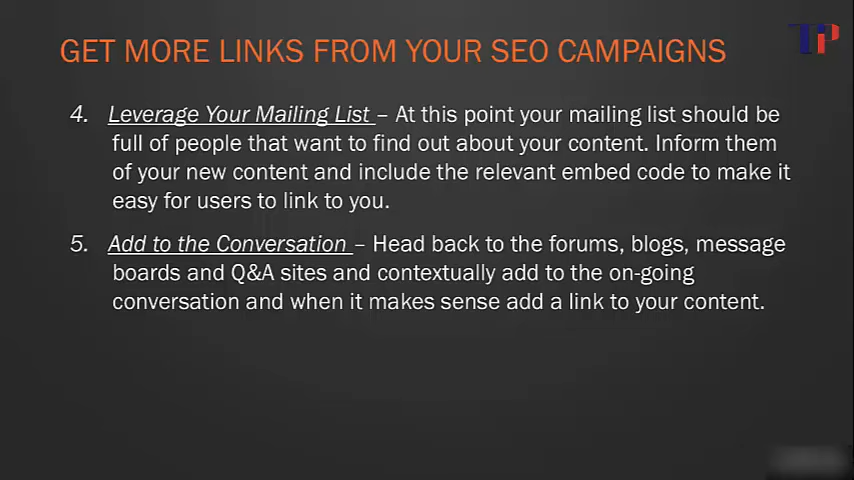 GET MORE LINKS FROM YOUR SEO CAMPAIGNS
TiP
4. Leverage Your Mailing List – At this point your mailing list should be
full of people that want to find out about your content. Inform them
of your new content and include the relevant embed code to make it
easy for users to link to you.
5. Add to the Conversation – Head back to the forums, blogs, message
boards and Q&A sites and contextually add to the on-going
conversation and when it makes sense add a link to your content.